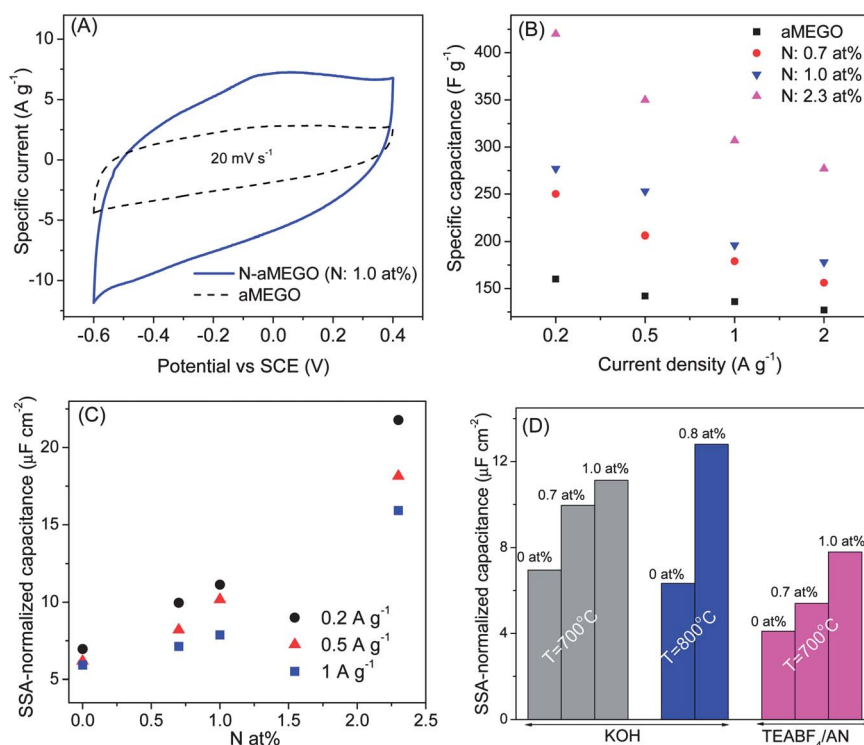 (A)
Specific current (A g⁻¹)
10
5
0
-5
-10
20 mV s⁻¹
N-aMEGO (N: 1.0 at%)
aMEGO
-0.6 -0.4 -0.2 0.0 0.2 0.4
Potential vs SCE (V)
(B)
Specific capacitance (F g⁻¹)
400
350
300
250
200
150
aMEGO
N: 0.7 at%
N: 1.0 at%
N: 2.3 at%
0.2 0.5 1 2
Current density (A g⁻¹)
(C)
SSA-normalized capacitance (μF cm⁻²)
20
15
10
5
0.2 A g⁻¹
0.5 A g⁻¹
1 A g⁻¹
0.0 0.5 1.0 1.5 2.0 2.5
N at%
(D)
SSA-normalized capacitance (μF cm⁻²)
12
8
4
0
0 at%
0.7 at%
1.0 at%
T=700°C
0 at%
0.8 at%
T=800°C
0 at%
0.7 at%
1.0 at%
T=700°C
KOH
TEABF₄/AN